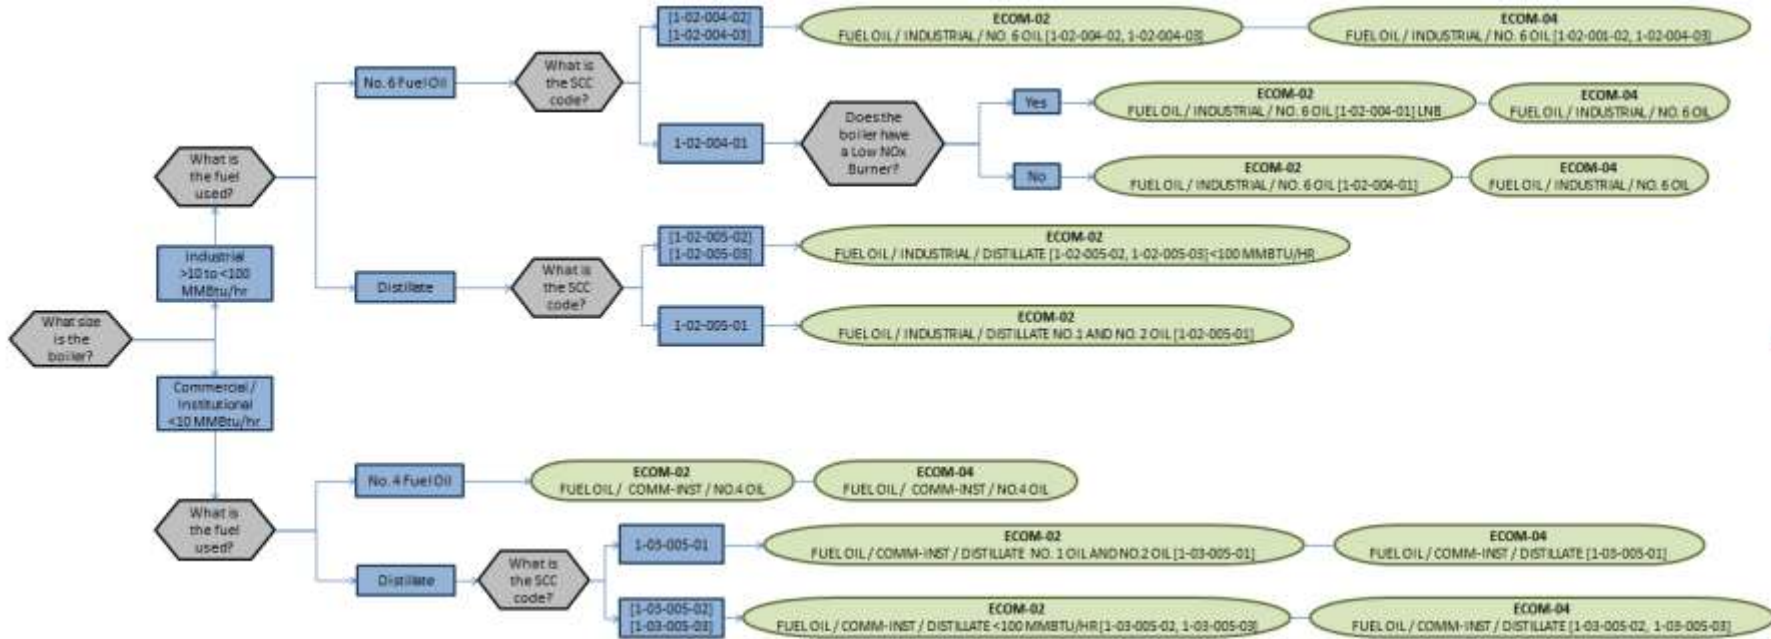 [1-02-004-02]
[1-02-004-03]
ECOM-02
FUEL OIL / INDUSTRIAL / NO. 6 OIL [1-02-004-02, 1-02-004-03]
ECOM-04
FUEL OIL / INDUSTRIAL / NO. 6 OIL [1-02-001-02, 1-02-004-03]
No. 6 Fuel Oil
What is
the SCC
code?
1-02-004-01
Does the
boiler have
a Low NOx
Burner?
Yes
ECOM-02
FUEL OIL / INDUSTRIAL / NO. 6 OIL [1-02-004-01] LNB
ECOM-04
FUEL OIL / INDUSTRIAL / NO. 6 OIL
No
ECOM-02
FUEL OIL / INDUSTRIAL / NO. 6 OIL [1-02-004-01]
ECOM-04
FUEL OIL / INDUSTRIAL / NO. 6 OIL
What is
the fuel
used?
Industrial
>10 to <100
MMBtu/hr
Distillate
What is
the SCC
code?
[1-02-005-02]
[1-02-005-03]
ECOM-02
FUEL OIL / INDUSTRIAL / DISTILLATE [1-02-005-02, 1-02-005-03] <100 MMBTU/HR
1-02-005-01
ECOM-02
FUEL OIL / INDUSTRIAL / DISTILLATE NO.1 AND NO. 2 OIL [1-02-005-01]
What size
is the
boiler?
Commercial /
Institutional
<10 MMBtu/hr
What is
the fuel
used?
No. 4 Fuel Oil
ECOM-02
FUEL OIL / COMM-INST / NO.4 OIL
ECOM-04
FUEL OIL / COMM-INST / NO.4 OIL
Distillate
What is
the SCC
code?
1-03-005-01
ECOM-02
FUEL OIL / COMM-INST / DISTILLATE NO. 1 OIL AND NO.2 OIL [1-03-005-01]
ECOM-04
FUEL OIL / COMM-INST / DISTILLATE [1-03-005-01]
[1-03-005-02]
[1-03-005-03]
ECOM-02
FUEL OIL / COMM-INST / DISTILLATE <100 MMBTU/HR [1-03-005-02, 1-03-005-03]
ECOM-04
FUEL OIL / COMM-INST / DISTILLATE [1-03-005-02, 1-03-005-03]